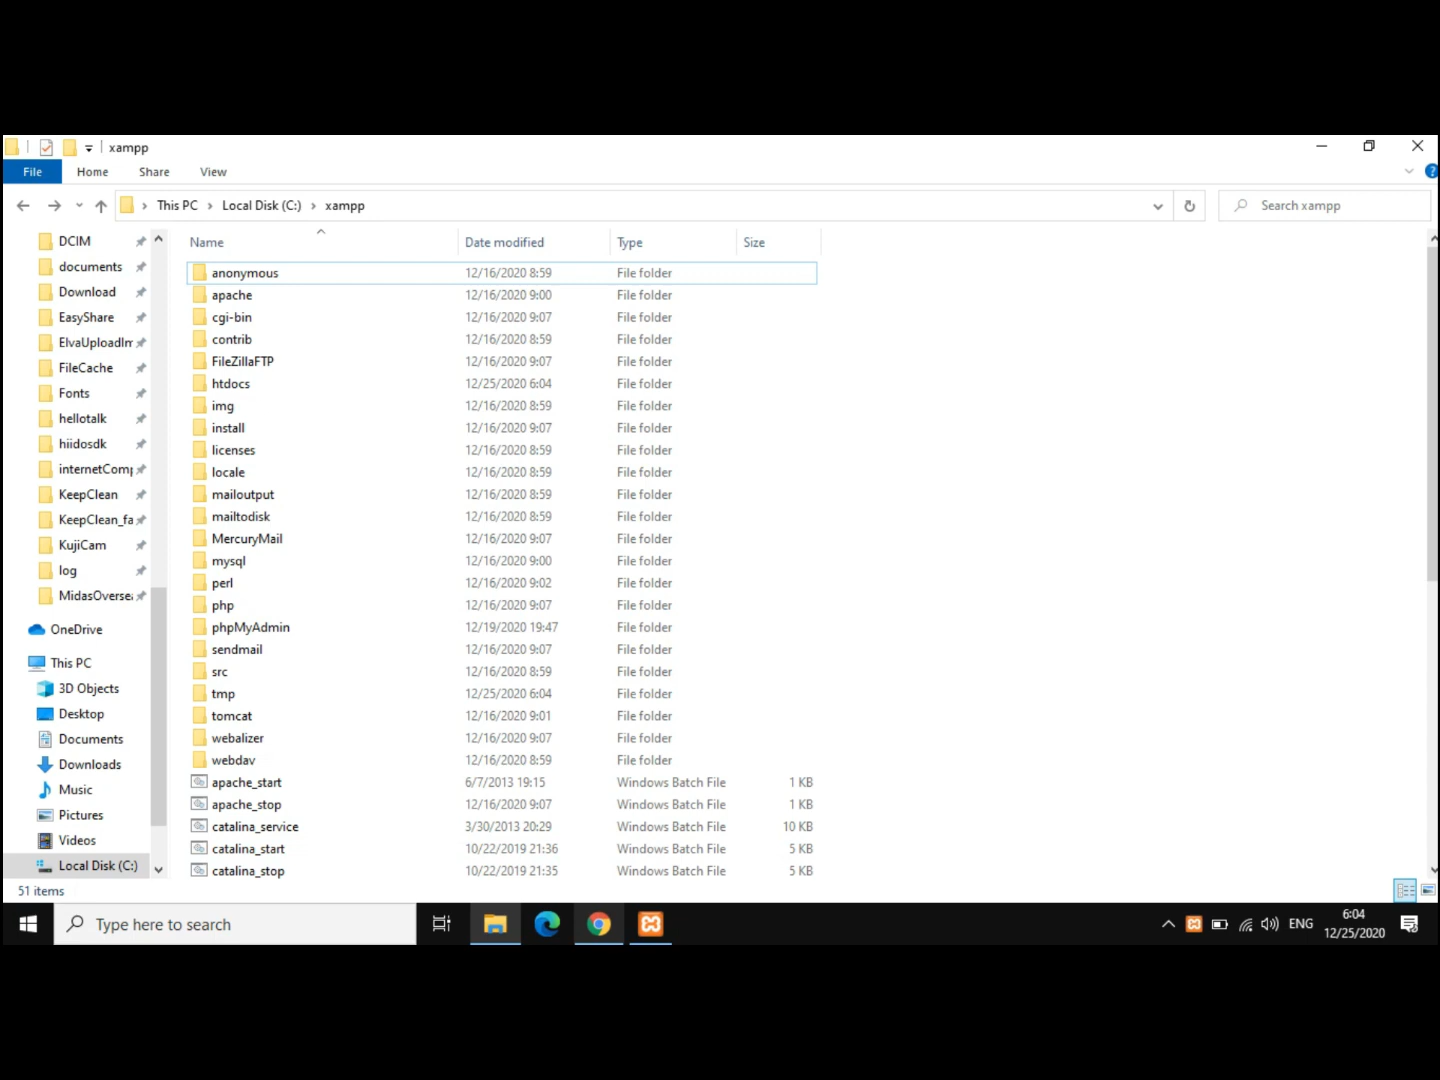 xampp
File Home Share View
This PC Local Disk (C:) xampp Search xampp
Name Date modified Type Size
DCIM
documents
Download
EasyShare
ElvaUploadIm
FileCache
Fonts
hellotalk
hiidosdk
internetComp
KeepClean
KeepClean_fa
KujiCam
log
MidasOversea
OneDrive
This PC
3D Objects
Desktop
Documents
Downloads
Music
Pictures
Videos
Local Disk (C:)
anonymous 12/16/2020 8:59 File folder
apache 12/16/2020 9:00 File folder
cgi-bin 12/16/2020 9:07 File folder
contrib 12/16/2020 8:59 File folder
FileZillaFTP 12/16/2020 9:07 File folder
htdocs 12/25/2020 6:04 File folder
img 12/16/2020 8:59 File folder
install 12/16/2020 9:07 File folder
licenses 12/16/2020 8:59 File folder
locale 12/16/2020 8:59 File folder
mailoutput 12/16/2020 8:59 File folder
mailtodisk 12/16/2020 8:59 File folder
MercuryMail 12/16/2020 9:07 File folder
mysql 12/16/2020 9:00 File folder
perl 12/16/2020 9:02 File folder
php 12/16/2020 9:07 File folder
phpMyAdmin 12/19/2020 19:47 File folder
sendmail 12/16/2020 9:07 File folder
src 12/16/2020 8:59 File folder
tmp 12/25/2020 6:04 File folder
tomcat 12/16/2020 9:01 File folder
webalizer 12/16/2020 9:07 File folder
webdav 12/16/2020 8:59 File folder
apache_start 6/7/2013 19:15 Windows Batch File 1 KB
apache_stop 12/16/2020 9:07 Windows Batch File 1 KB
catalina_service 3/30/2013 20:29 Windows Batch File 10 KB
catalina_start 10/22/2019 21:36 Windows Batch File 5 KB
catalina_stop 10/22/2019 21:35 Windows Batch File 5 KB
51 items
Type here to search
ENG
6:04
12/25/2020